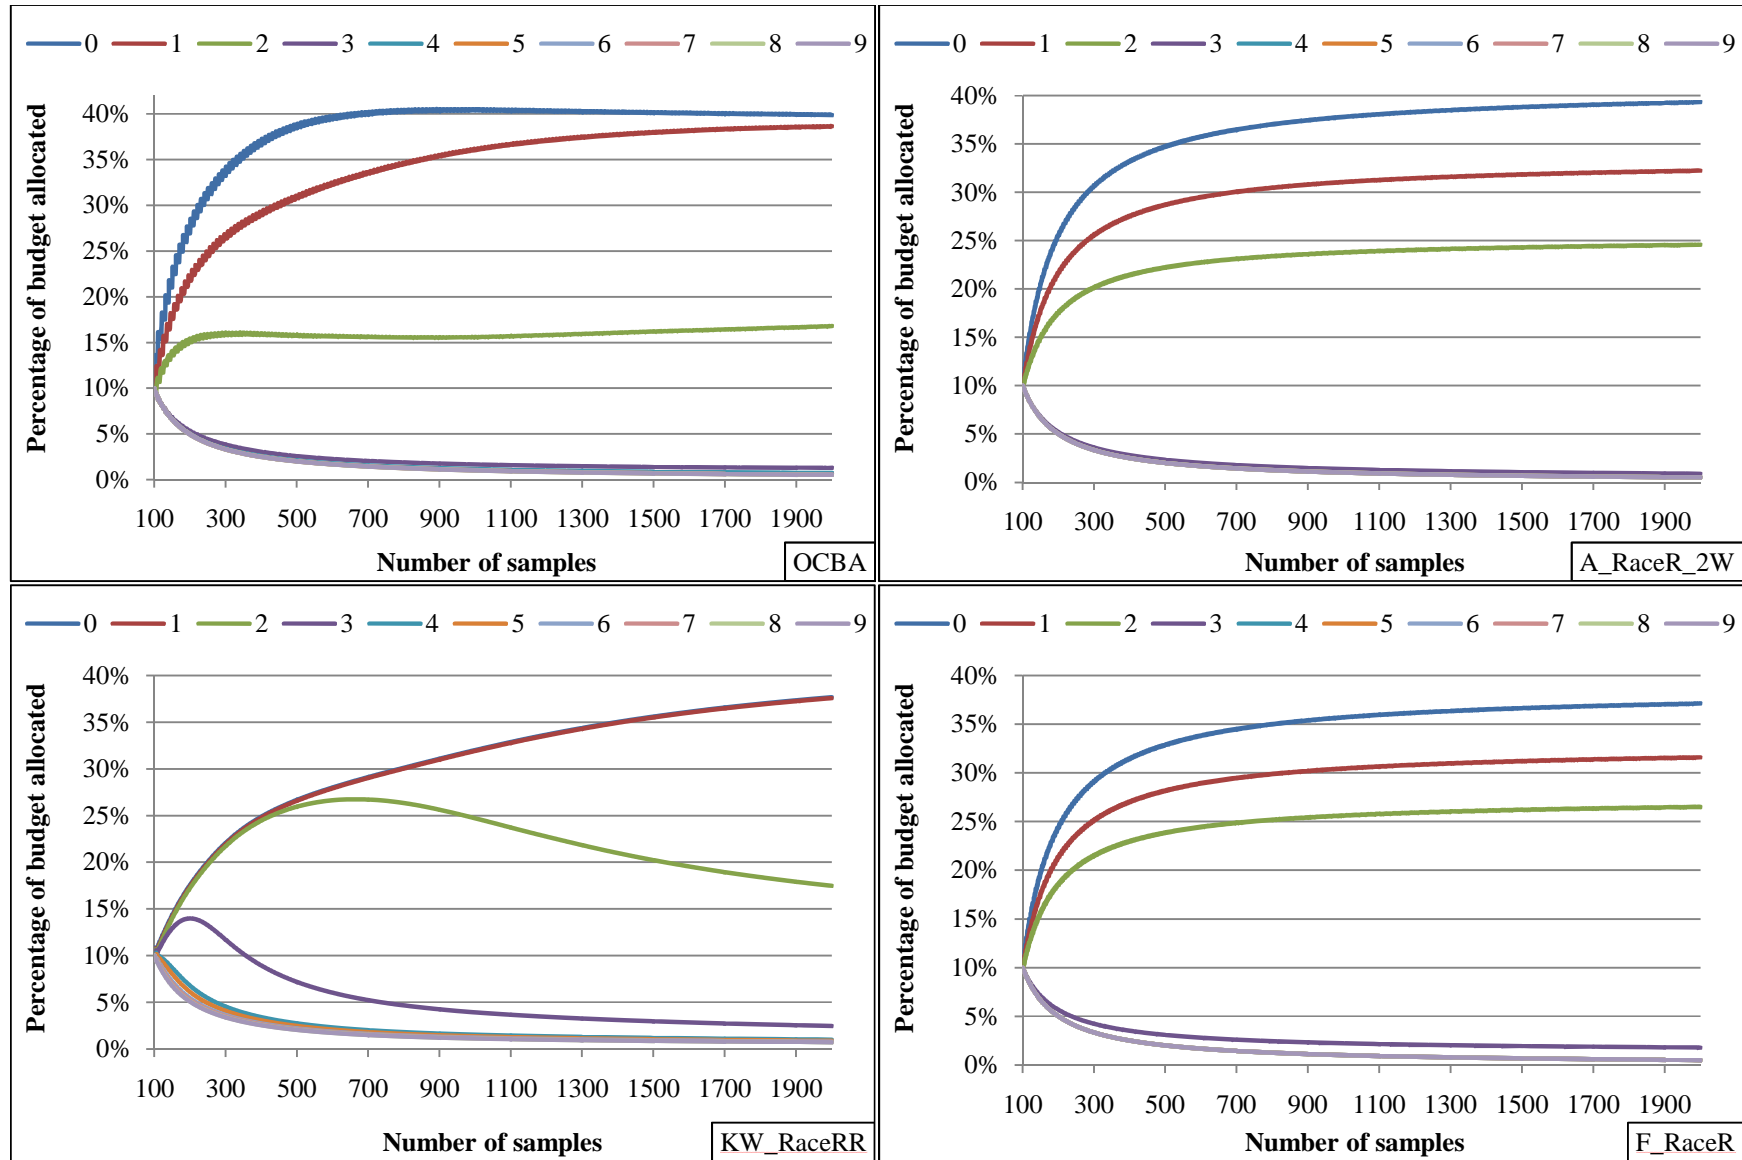 0 1 2 3 4 5 6 7 8 9
Percentage of budget allocated
40%
35%
30%
25%
20%
15%
10%
5%
0%
100 300 500 700 900 1100 1300 1500 1700 1900
Number of samples
OCBA
0 1 2 3 4 5 6 7 8 9
Percentage of budget allocated
40%
35%
30%
25%
20%
15%
10%
5%
0%
100 300 500 700 900 1100 1300 1500 1700 1900
Number of samples
A_RaceR_2W
0 1 2 3 4 5 6 7 8 9
Percentage of budget allocated
40%
35%
30%
25%
20%
15%
10%
5%
0%
100 300 500 700 900 1100 1300 1500 1700 1900
Number of samples
KW_RaceRR
0 1 2 3 4 5 6 7 8 9
Percentage of budget allocated
40%
35%
30%
25%
20%
15%
10%
5%
0%
100 300 500 700 900 1100 1300 1500 1700 1900
Number of samples
F_RaceR